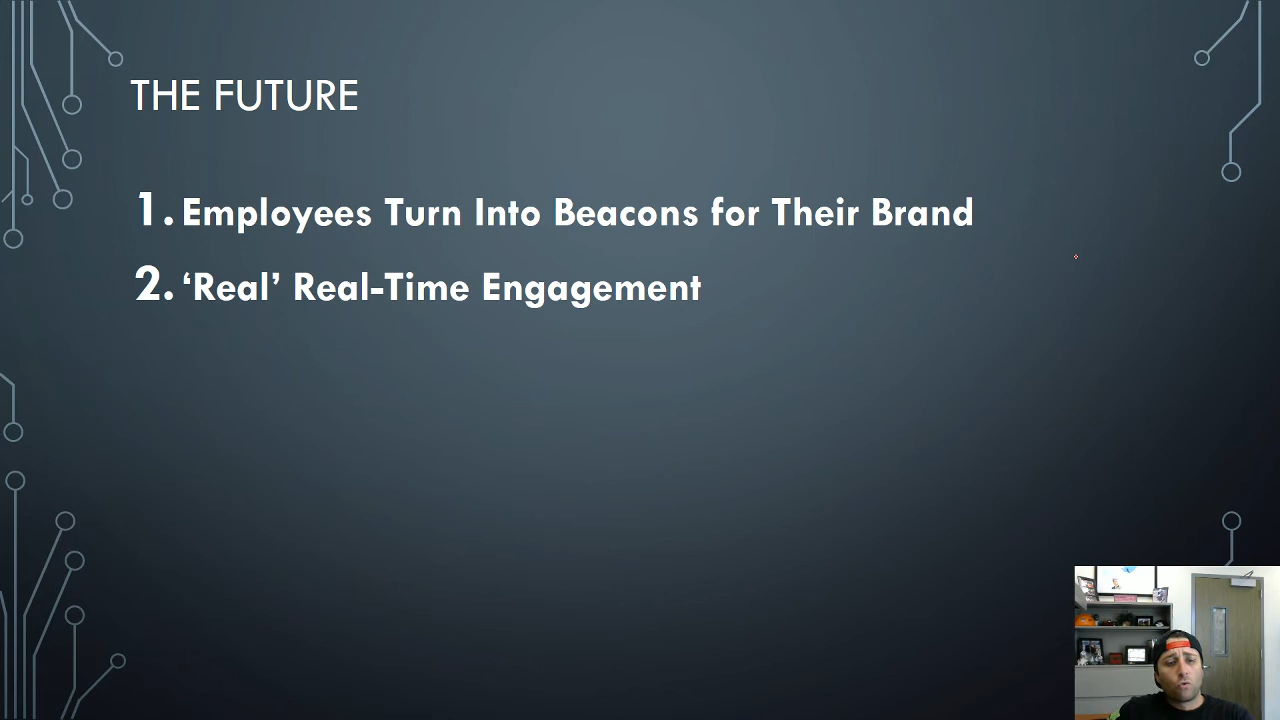 THE FUTURE
1. Employees Turn Into Beacons for Their Brand
2. ‘Real’ Real-Time Engagement